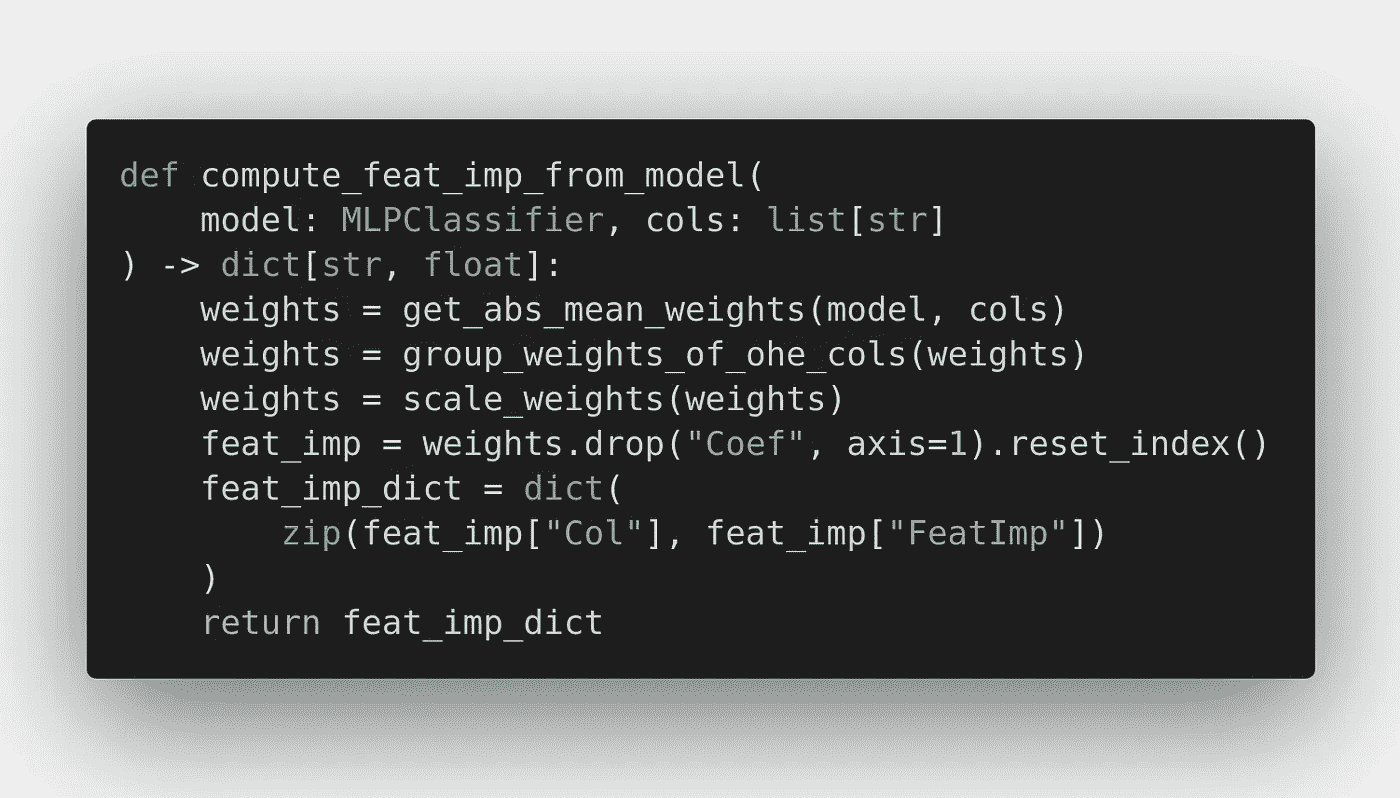 def compute_feat_imp_from_model(
    model: MLPClassifier, cols: list[str]
) -> dict[str, float]:
    weights = get_abs_mean_weights(model, cols)
    weights = group_weights_of_ohe_cols(weights)
    weights = scale_weights(weights)
    feat_imp = weights.drop("Coef", axis=1).reset_index()
    feat_imp_dict = dict(
        zip(feat_imp["Col"], feat_imp["FeatImp"])
    )
    return feat_imp_dict